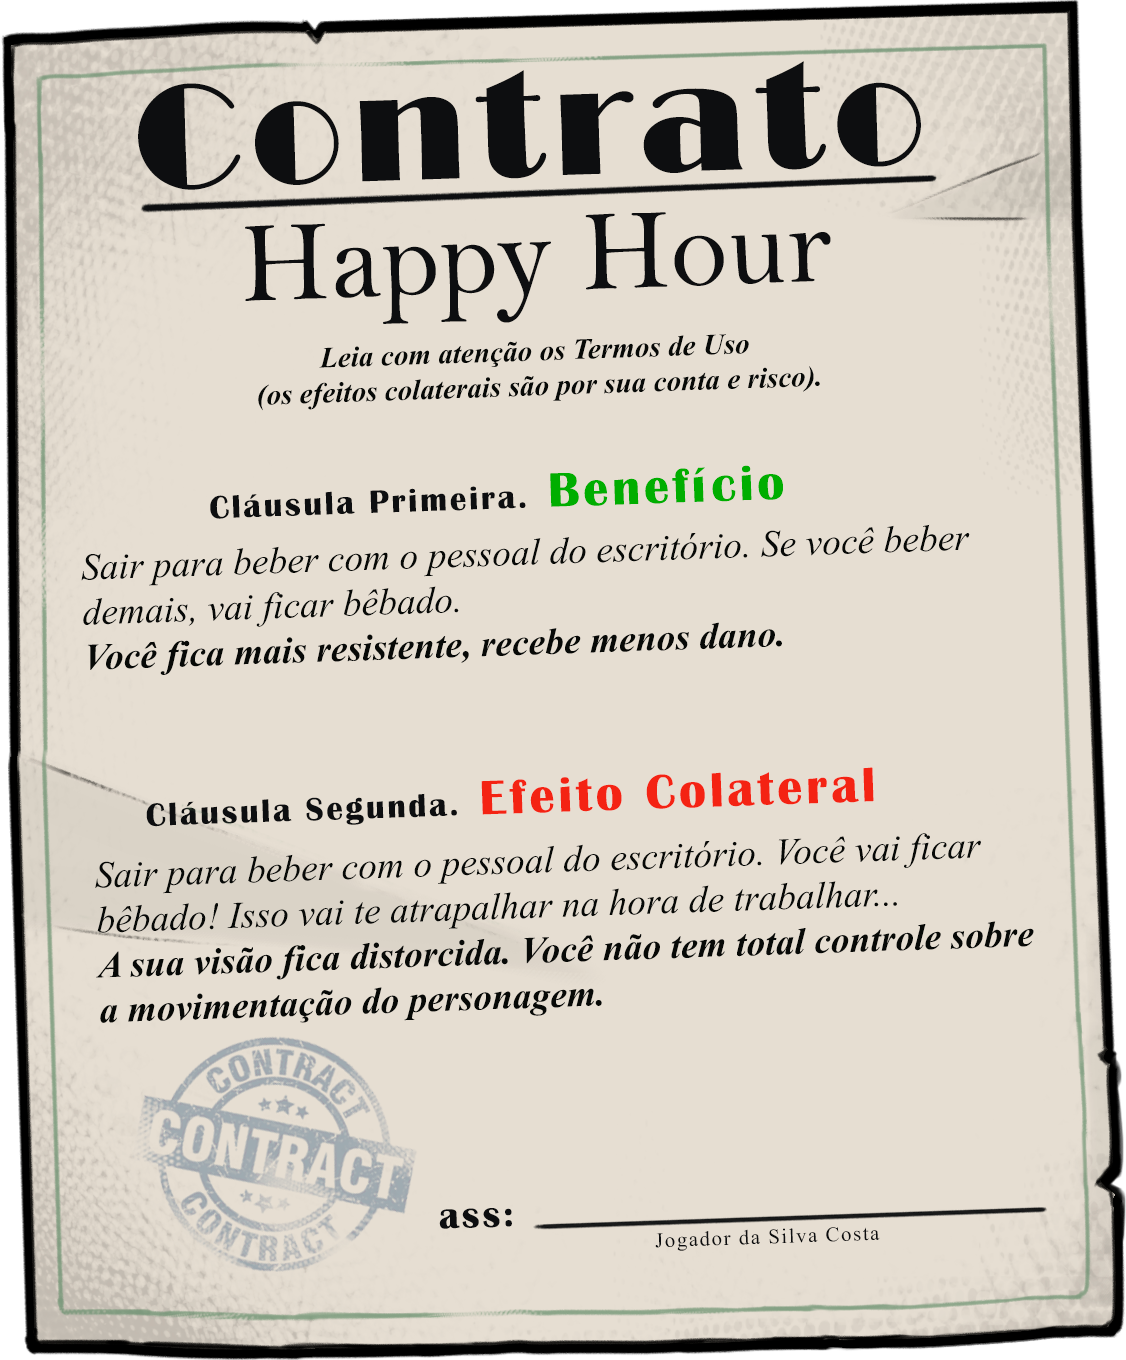 Contrato
Happy Hour
Leia com atenção os Termos de Uso
(os efeitos colaterais são por sua conta e risco).
Cláusula Primeira. Benefício
Sair para beber com o pessoal do escritório. Se você beber
demais, vai ficar bêbado.
Você fica mais resistente, recebe menos dano.
Cláusula Segunda. Efeito Colateral
Sair para beber com o pessoal do escritório. Você vai ficar
bêbado! Isso vai te atrapalhar na hora de trabalhar...
A sua visão fica distorcida. Você não tem total controle sobre
a movimentação do personagem.
CONTRACT
CONTRACT
CONTRACT
ass:
Jogador da Silva Costa